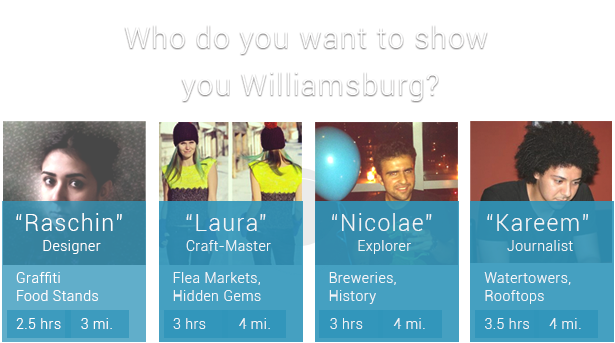 Who do you want to show
you Williamsburg?
“Raschin”
Designer
Graffiti
Food Stands
2.5 hrs 3 mi.
“Laura”
Craft-Master
Flea Markets,
Hidden Gems
3 hrs 4 mi.
“Nicolae”
Explorer
Breweries,
History
3 hrs 4 mi.
“Kareem”
Journalist
Watertowers,
Rooftops
3.5 hrs 4 mi.